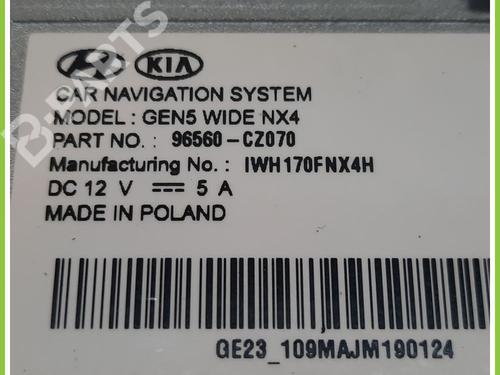 B-PARTS
KIA
CAR NAVIGATION SYSTEM
MODEL : GEN5 WIDE NX4
PART NO. : 96560-CZ070
Manufacturing No. : IWH170FNX4H
DC 12 V ⎓ 5 A
MADE IN POLAND
GE23_109MAJM190124